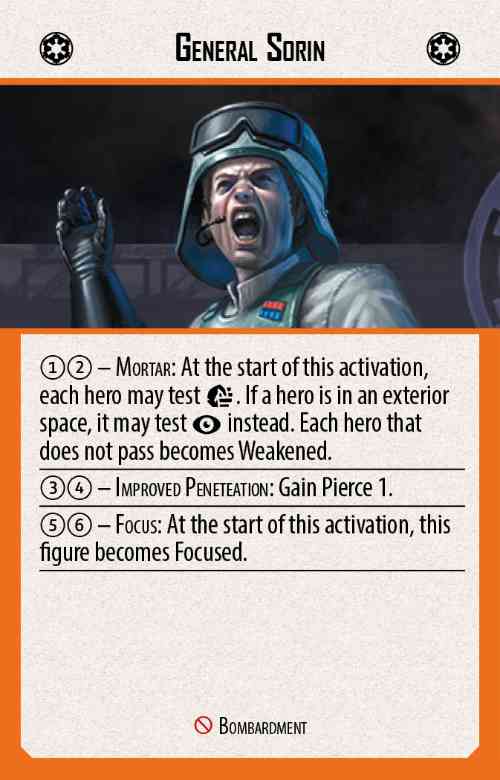 General Sorin
①② – Mortar: At the start of this activation,
each hero may test . If a hero is in an exterior
space, it may test instead. Each hero that
does not pass becomes Weakened.
③④ – Improved Peneteation: Gain Pierce 1.
⑤⑥ – Focus: At the start of this activation, this
figure becomes Focused.
Bombardment